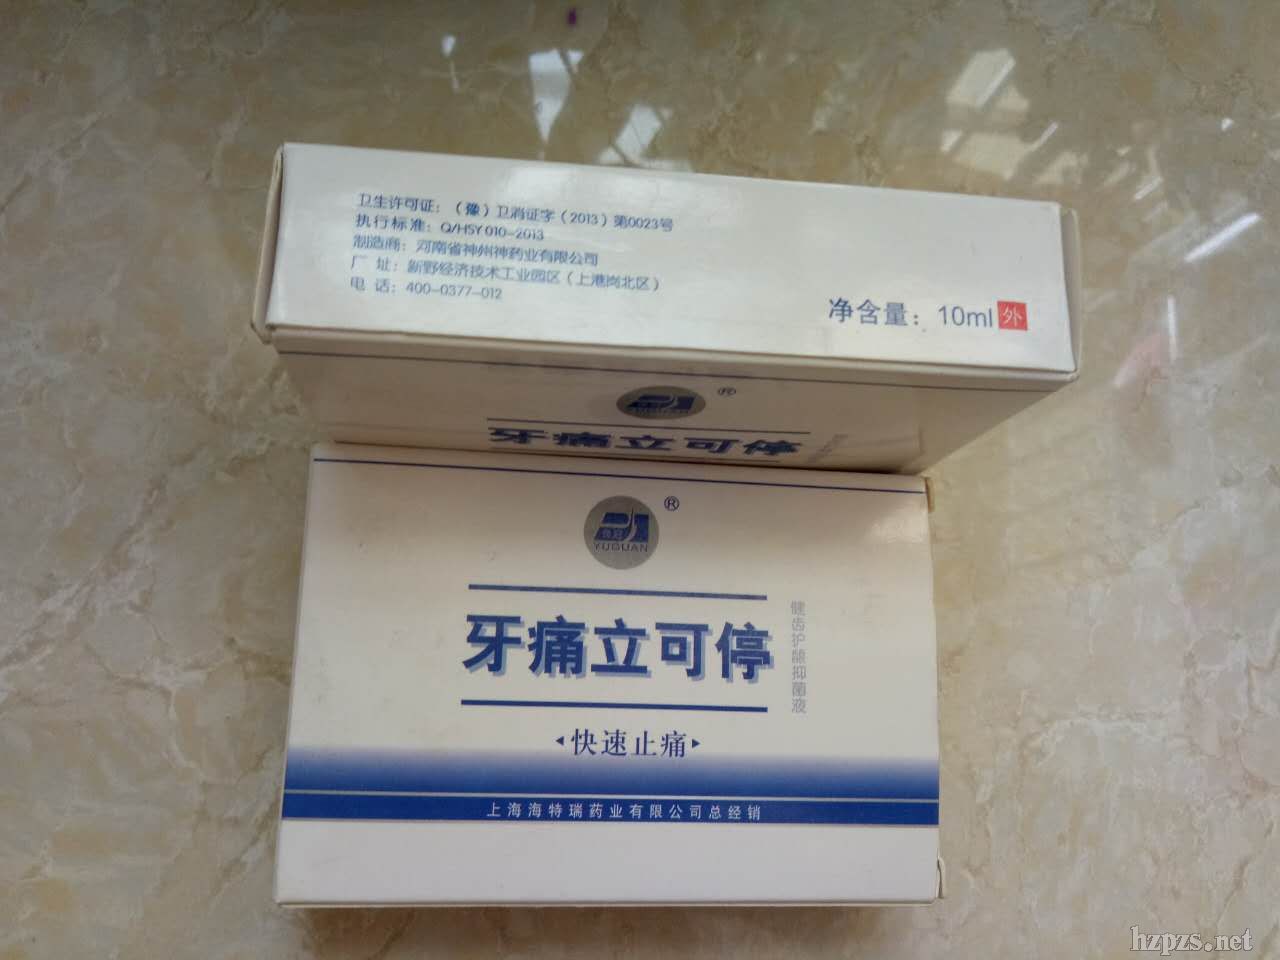 卫生许可证：（豫）卫消证字（2013）第0023号
执行标准：Q/HSY 010-2013
制造商：河南省神州神药业有限公司
厂 址：新野经济技术工业园区（上港岗北区）
电 话：400-0377-012
净含量：10ml 外
®
牙痛立可停
®
YUGUAN
牙痛立可停
健齿护龈抑菌液
快速止痛
上海海特瑞药业有限公司总经销
hzpzs.net